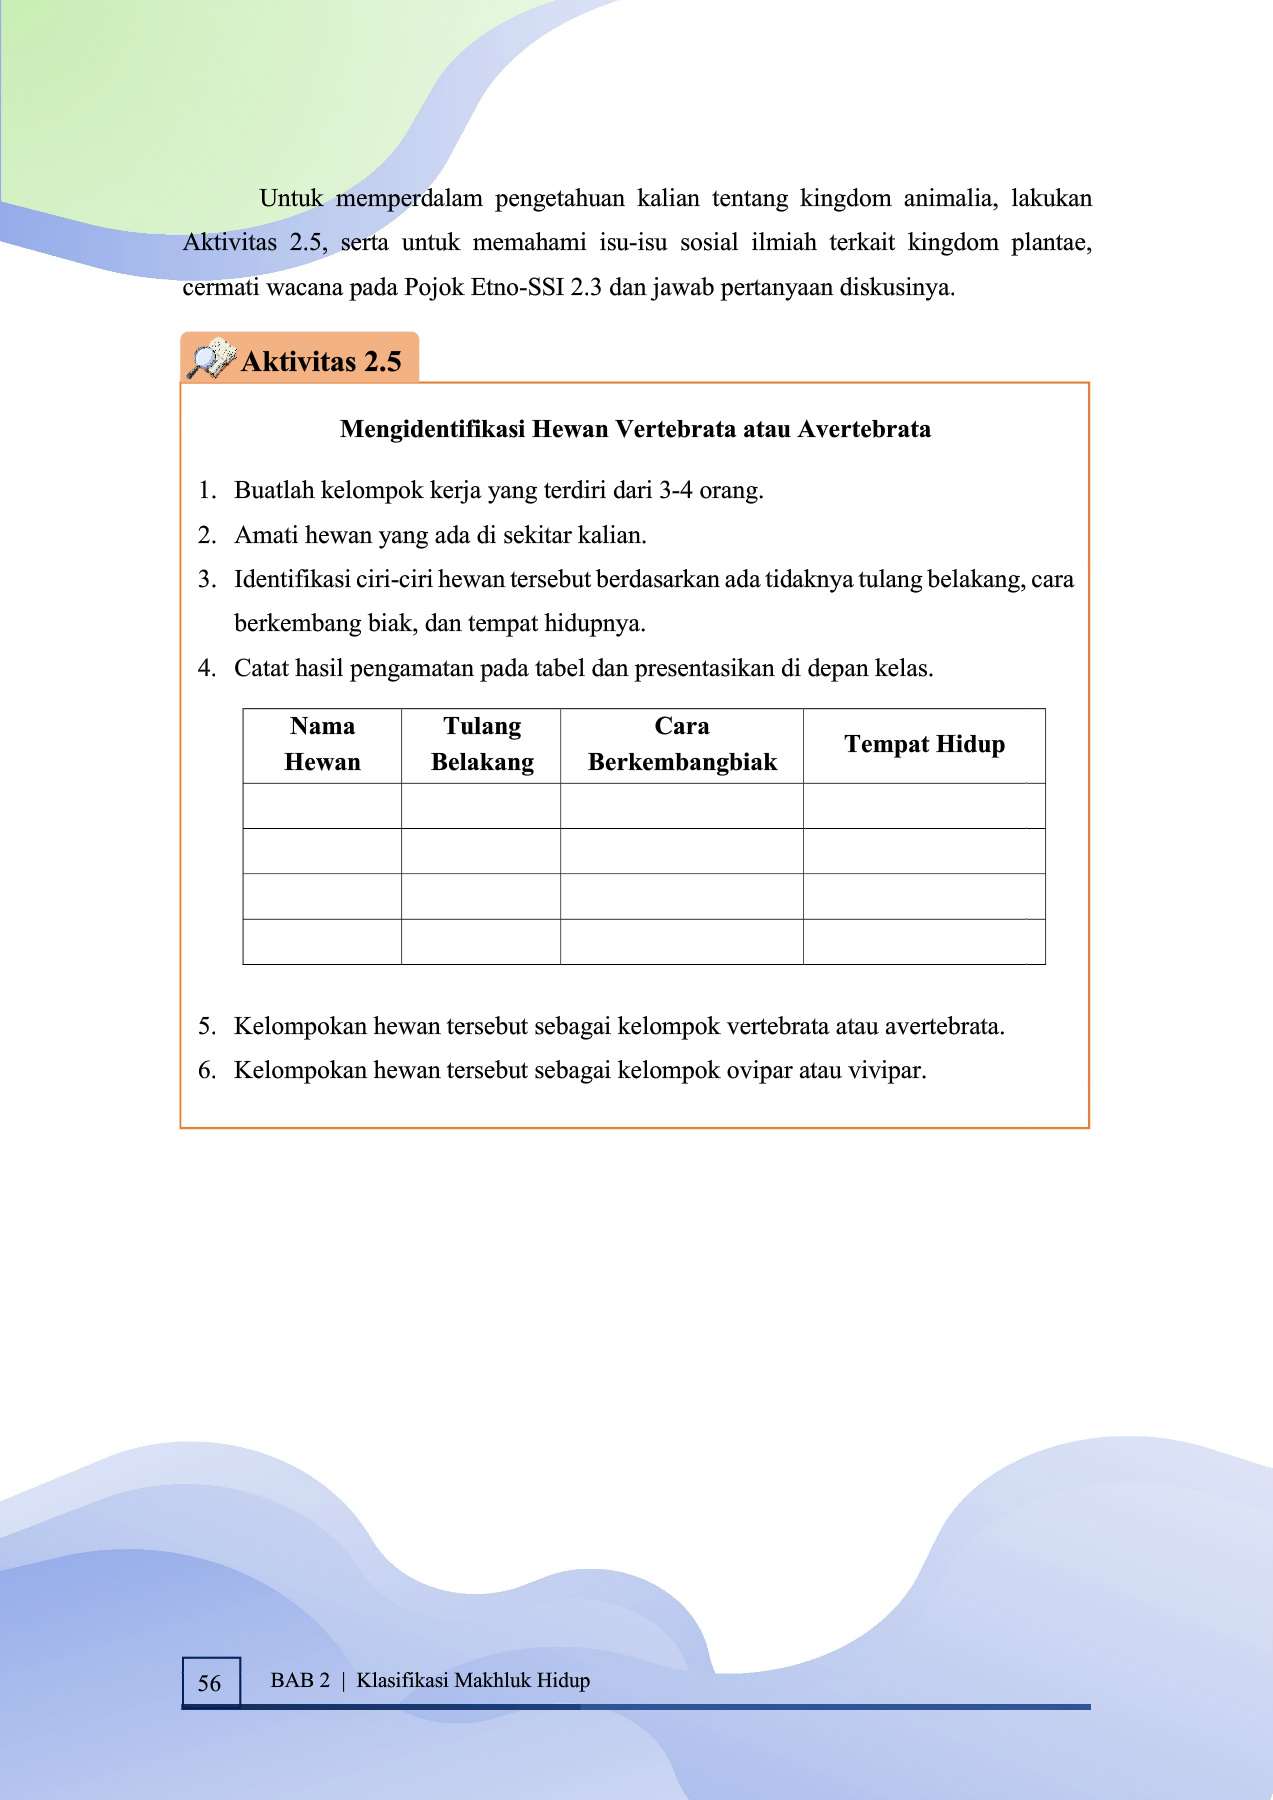 Untuk memperdalam pengetahuan kalian tentang kingdom animalia, lakukan
Aktivitas 2.5, serta untuk memahami isu-isu sosial ilmiah terkait kingdom plantae,
cermati wacana pada Pojok Etno-SSI 2.3 dan jawab pertanyaan diskusinya.
Aktivitas 2.5
Mengidentifikasi Hewan Vertebrata atau Avertebrata
1. Buatlah kelompok kerja yang terdiri dari 3-4 orang.
2. Amati hewan yang ada di sekitar kalian.
3. Identifikasi ciri-ciri hewan tersebut berdasarkan ada tidaknya tulang belakang, cara
berkembang biak, dan tempat hidupnya.
4. Catat hasil pengamatan pada tabel dan presentasikan di depan kelas.
Nama Hewan
Tulang Belakang
Cara Berkembangbiak
Tempat Hidup
5. Kelompokan hewan tersebut sebagai kelompok vertebrata atau avertebrata.
6. Kelompokan hewan tersebut sebagai kelompok ovipar atau vivipar.
56 BAB 2 | Klasifikasi Makhluk Hidup